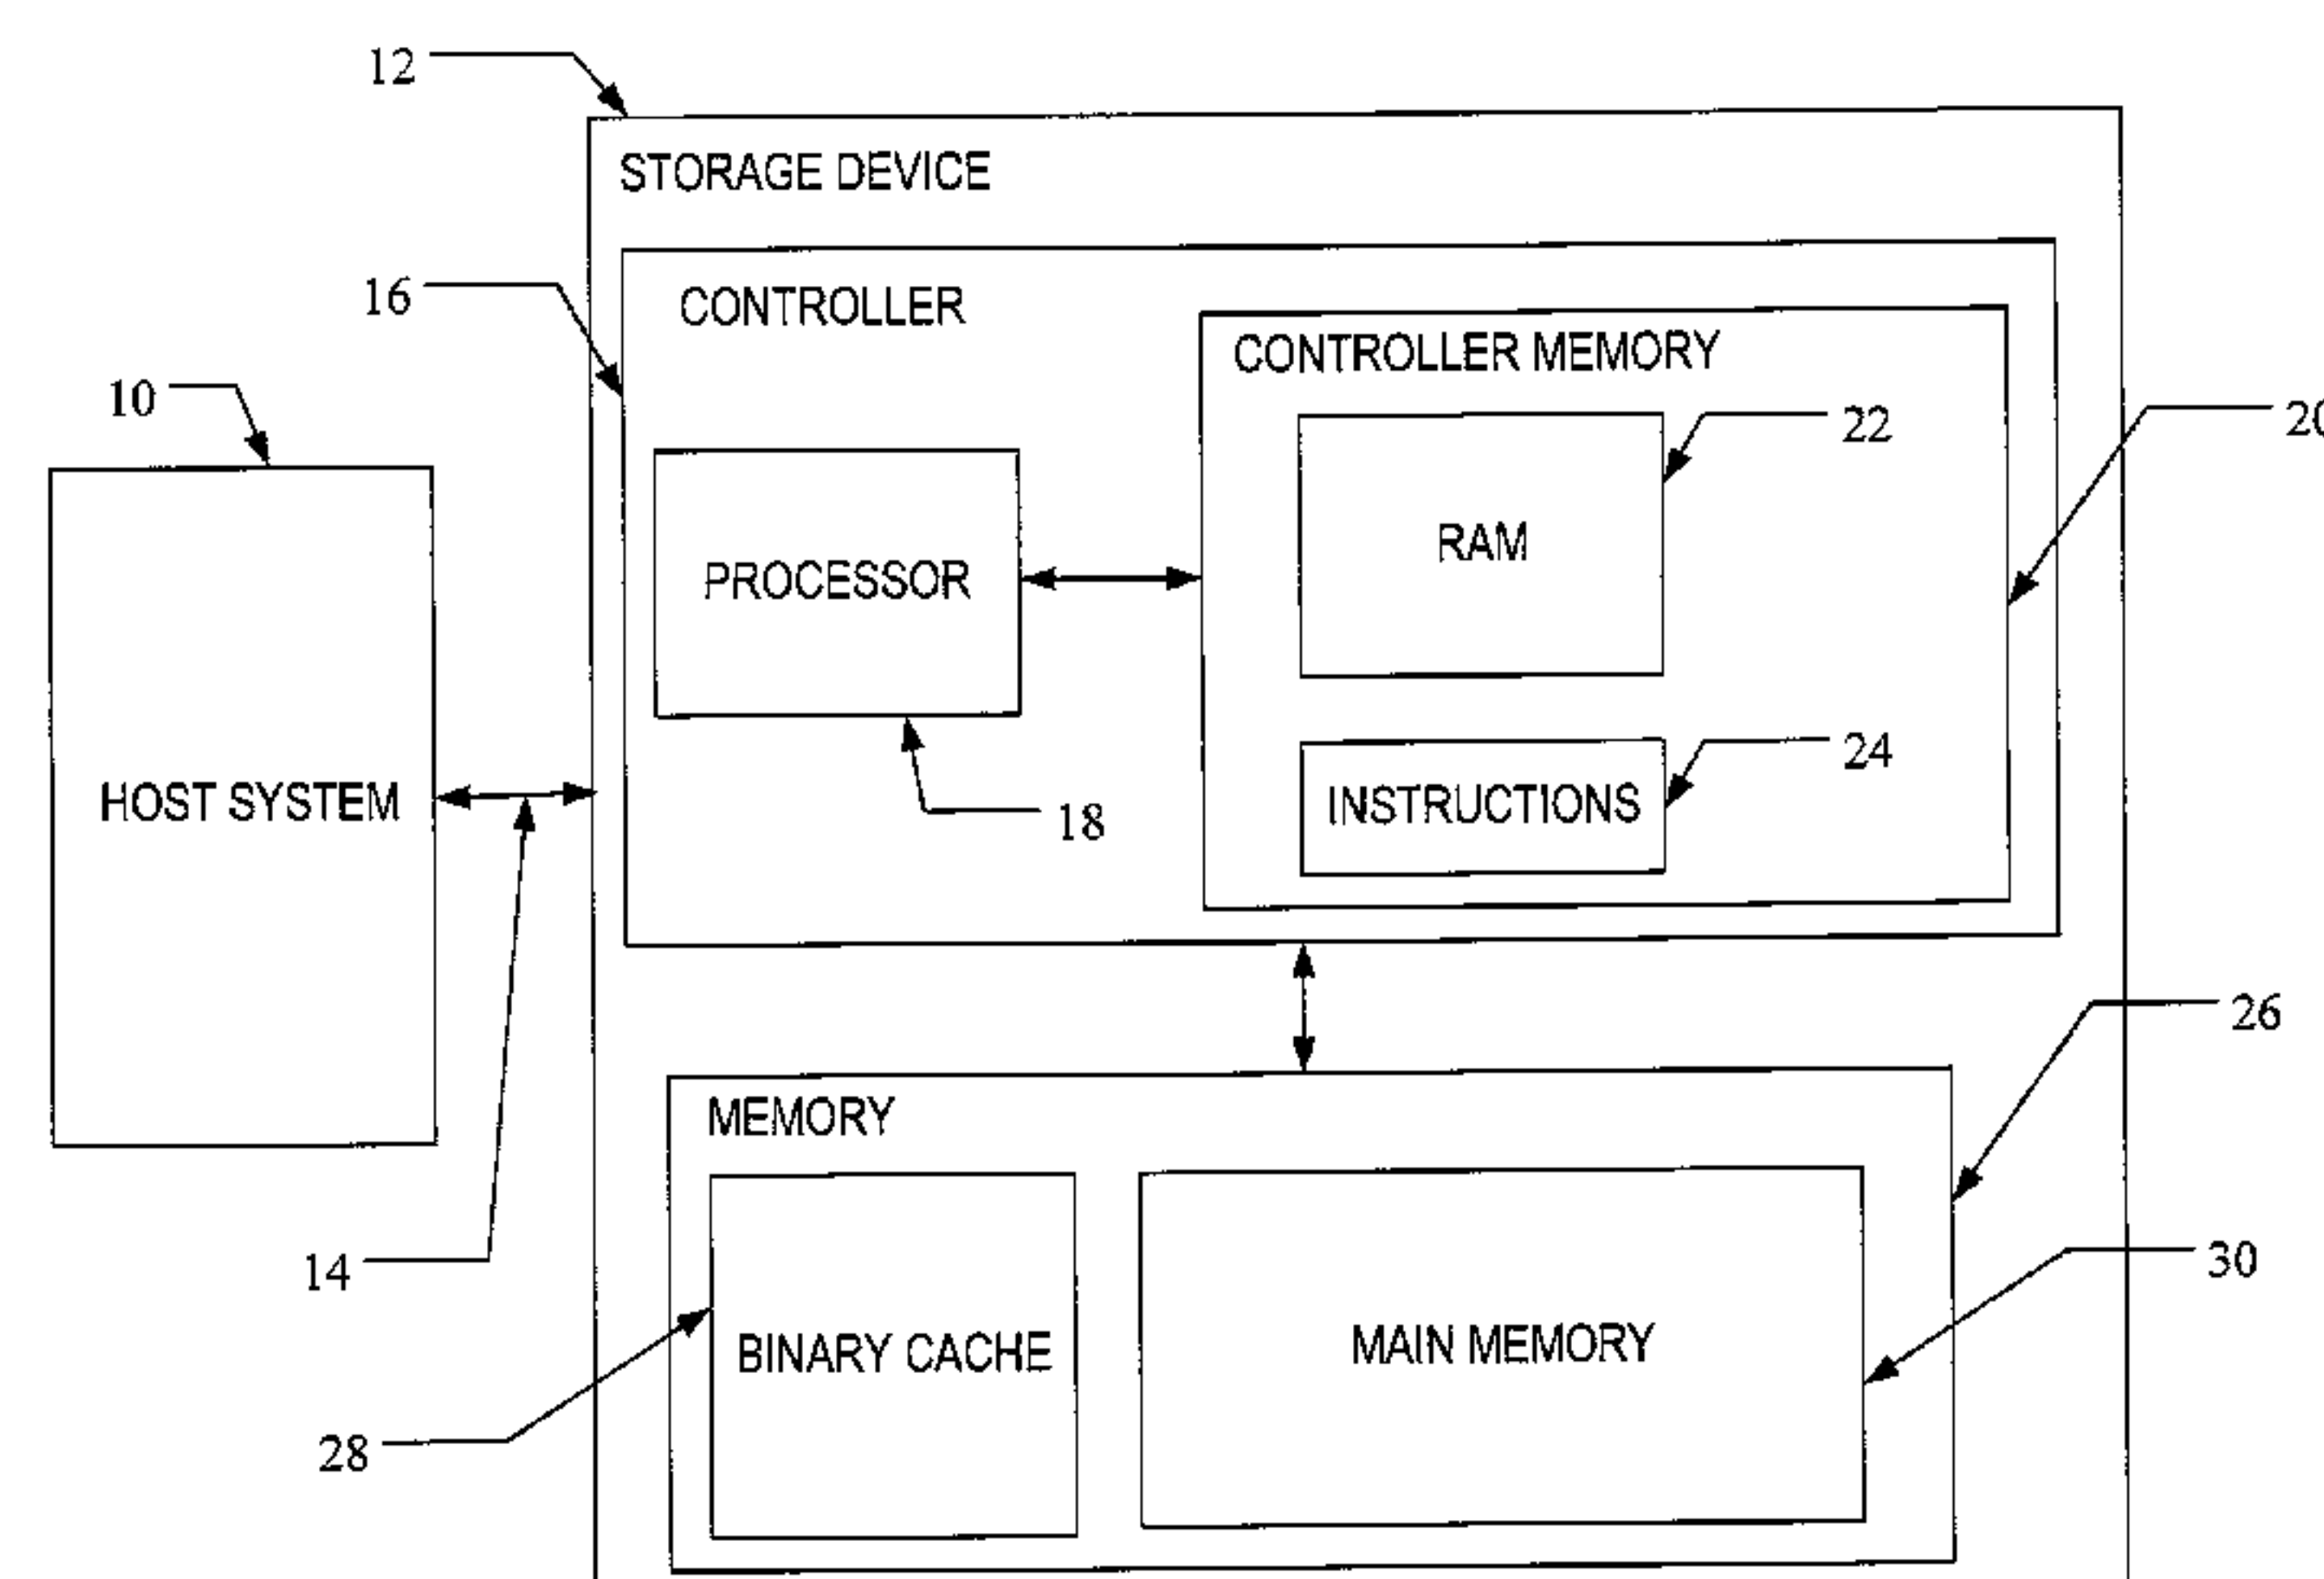 12
STORAGE DEVICE
16
CONTROLLER
CONTROLLER MEMORY
10
22
20
RAM
PROCESSOR
24
HOST SYSTEM
INSTRUCTIONS
18
26
MEMORY
14
30
BINARY CACHE
MAIN MEMORY
28